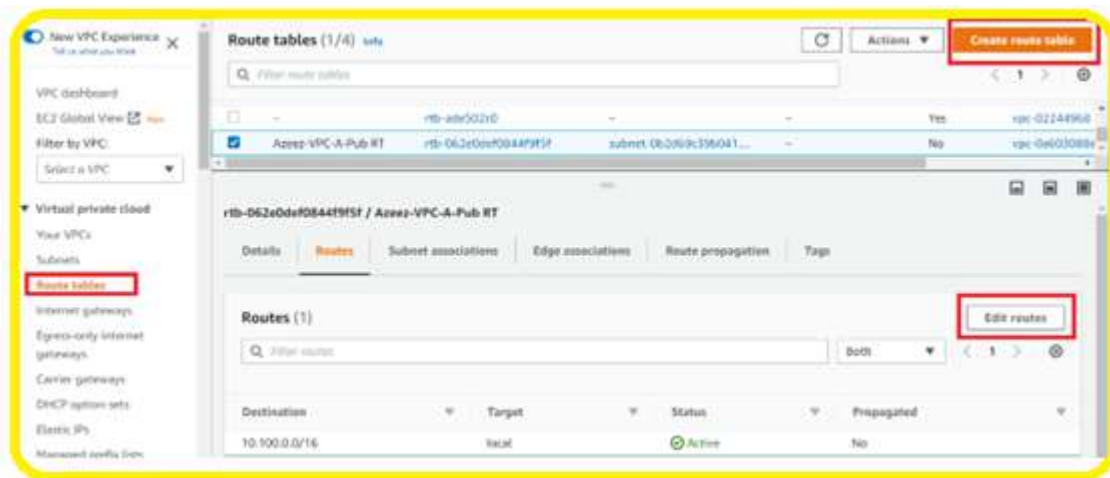 New VPC Experience
Tell us what you think
VPC dashboard
EC2 Global View New
Filter by VPC:
Select a VPC
Virtual private cloud
Your VPCs
Subnets
Route tables
Internet gateways
Egress-only internet
gateways
Carrier gateways
DHCP option sets
Elastic IPs
Managed prefix lists
Route tables (1/4) Info
Actions
Create route table
Filter route tables
1
- - - Yes vpc-02244968
Azeez-VPC-A-Pub RT rtb-062e0def0844f9f5f - No
rtb-062e0def0844f9f5f / Azeez-VPC-A-Pub RT
Details Routes Subnet associations Edge associations Route propagation Tags
Routes (1)
Edit routes
Filter routes
Both
1
Destination Target Status Propagated
10.100.0.0/16 local Active No